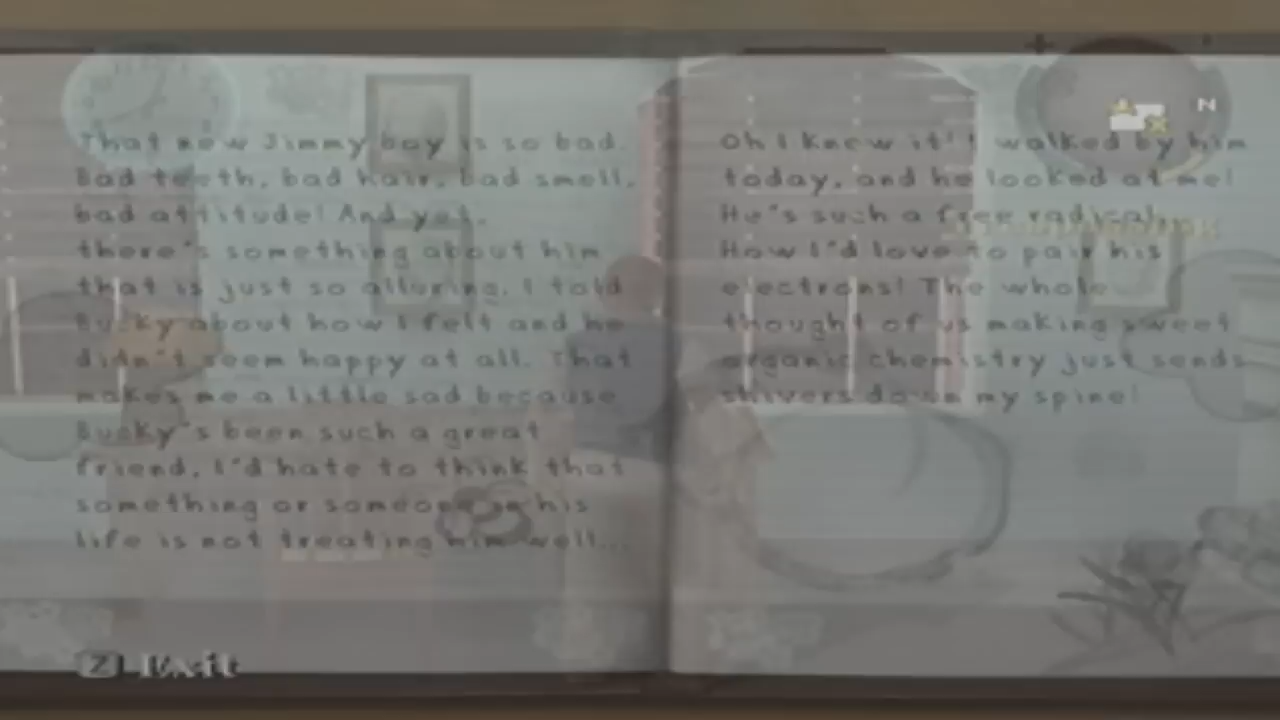 That new Jimmy boy is so bad.
Bad teeth, bad hair, bad smell,
bad attitude! And yet,
there's something about him
that is just so alluring. I told
Bucky about how I felt and he
didn't seem happy at all. That
makes me a little sad because
Bucky's been such a great
friend. I'd hate to think that
something or someone in his
life is not treating him well...
Oh I knew it! I walked by him
today, and he looked at me!
He's such a free radical.
How I'd love to pair his
electrons! The whole
thought of us making sweet
organic chemistry just sends
shivers down my spine!
N
Z Exit